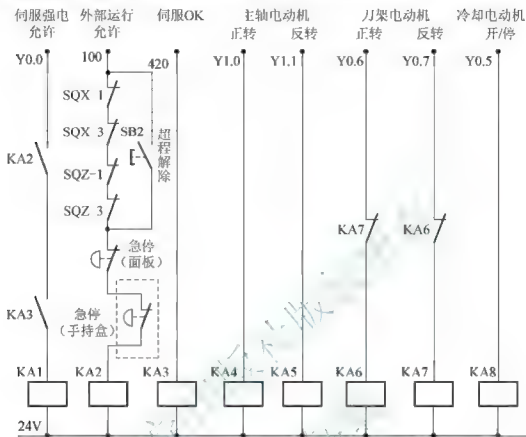 伺服强电 外部运行 伺服OK 主轴电动机 刀架电动机 冷却电动机
允许 允许 正转 反转 正转 反转 开/停
Y0.0 100 420 Y1.0 Y1.1 Y0.6 Y0.7 Y0.5
SQX 1
SQX 3 SB2
超程解除
KA2
SQZ-1
SQZ 3
KA7 KA6
急停
(面板)
KA3 急停
(手持盒)
KA1 KA2 KA3 KA4 KA5 KA6 KA7 KA8
24V